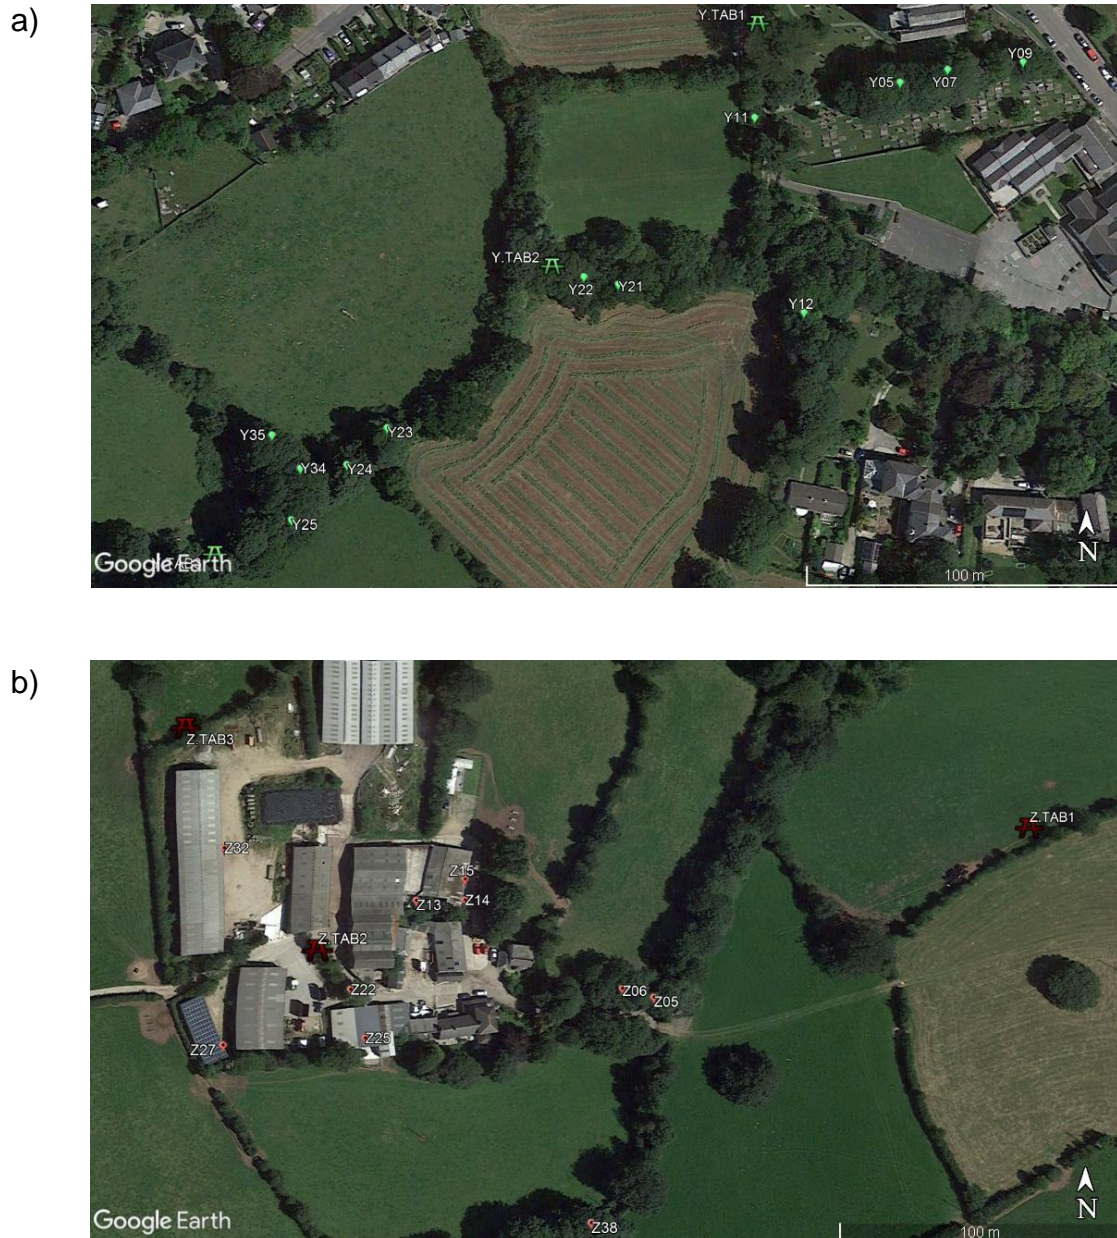 a)
Y.TAB1
Y09
Y05
Y07
Y11
Y.TAB2
Y22
Y21
Y12
Y23
Y35
Y34
Y24
Y25
Google Earth
N
100 m
b)
Z.TAB3
Z.TAB1
Z32
Z15
Z13
Z14
Z.TAB2
Z22
Z06
Z05
Z25
Z27
Z38
Google Earth
N
100 m